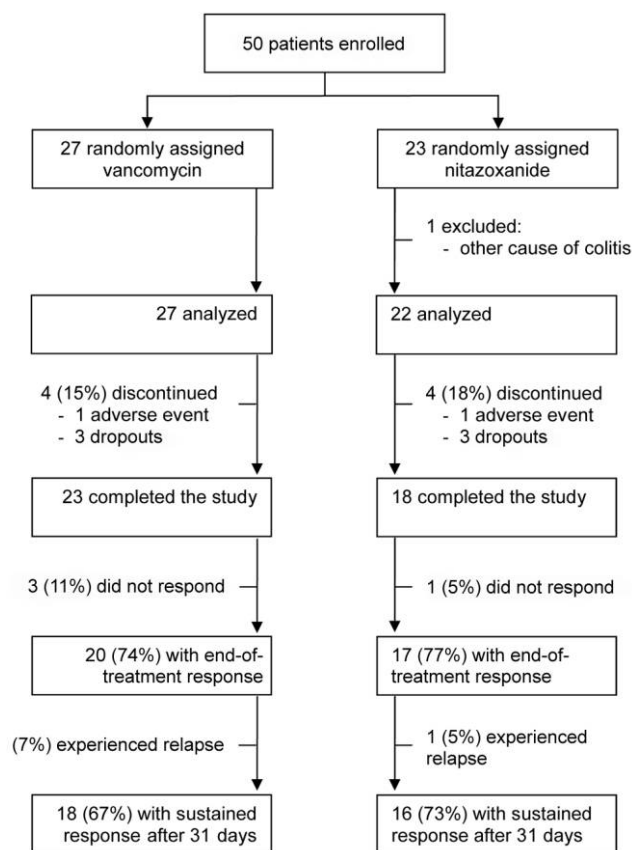 50 patients enrolled
27 randomly assigned
vancomycin
23 randomly assigned
nitazoxanide
1 excluded:
- other cause of colitis
27 analyzed
22 analyzed
4 (15%) discontinued
- 1 adverse event
- 3 dropouts
4 (18%) discontinued
- 1 adverse event
- 3 dropouts
23 completed the study
18 completed the study
3 (11%) did not respond
1 (5%) did not respond
20 (74%) with end-of-
treatment response
17 (77%) with end-of-
treatment response
(7%) experienced relapse
1 (5%) experienced
relapse
18 (67%) with sustained
response after 31 days
16 (73%) with sustained
response after 31 days